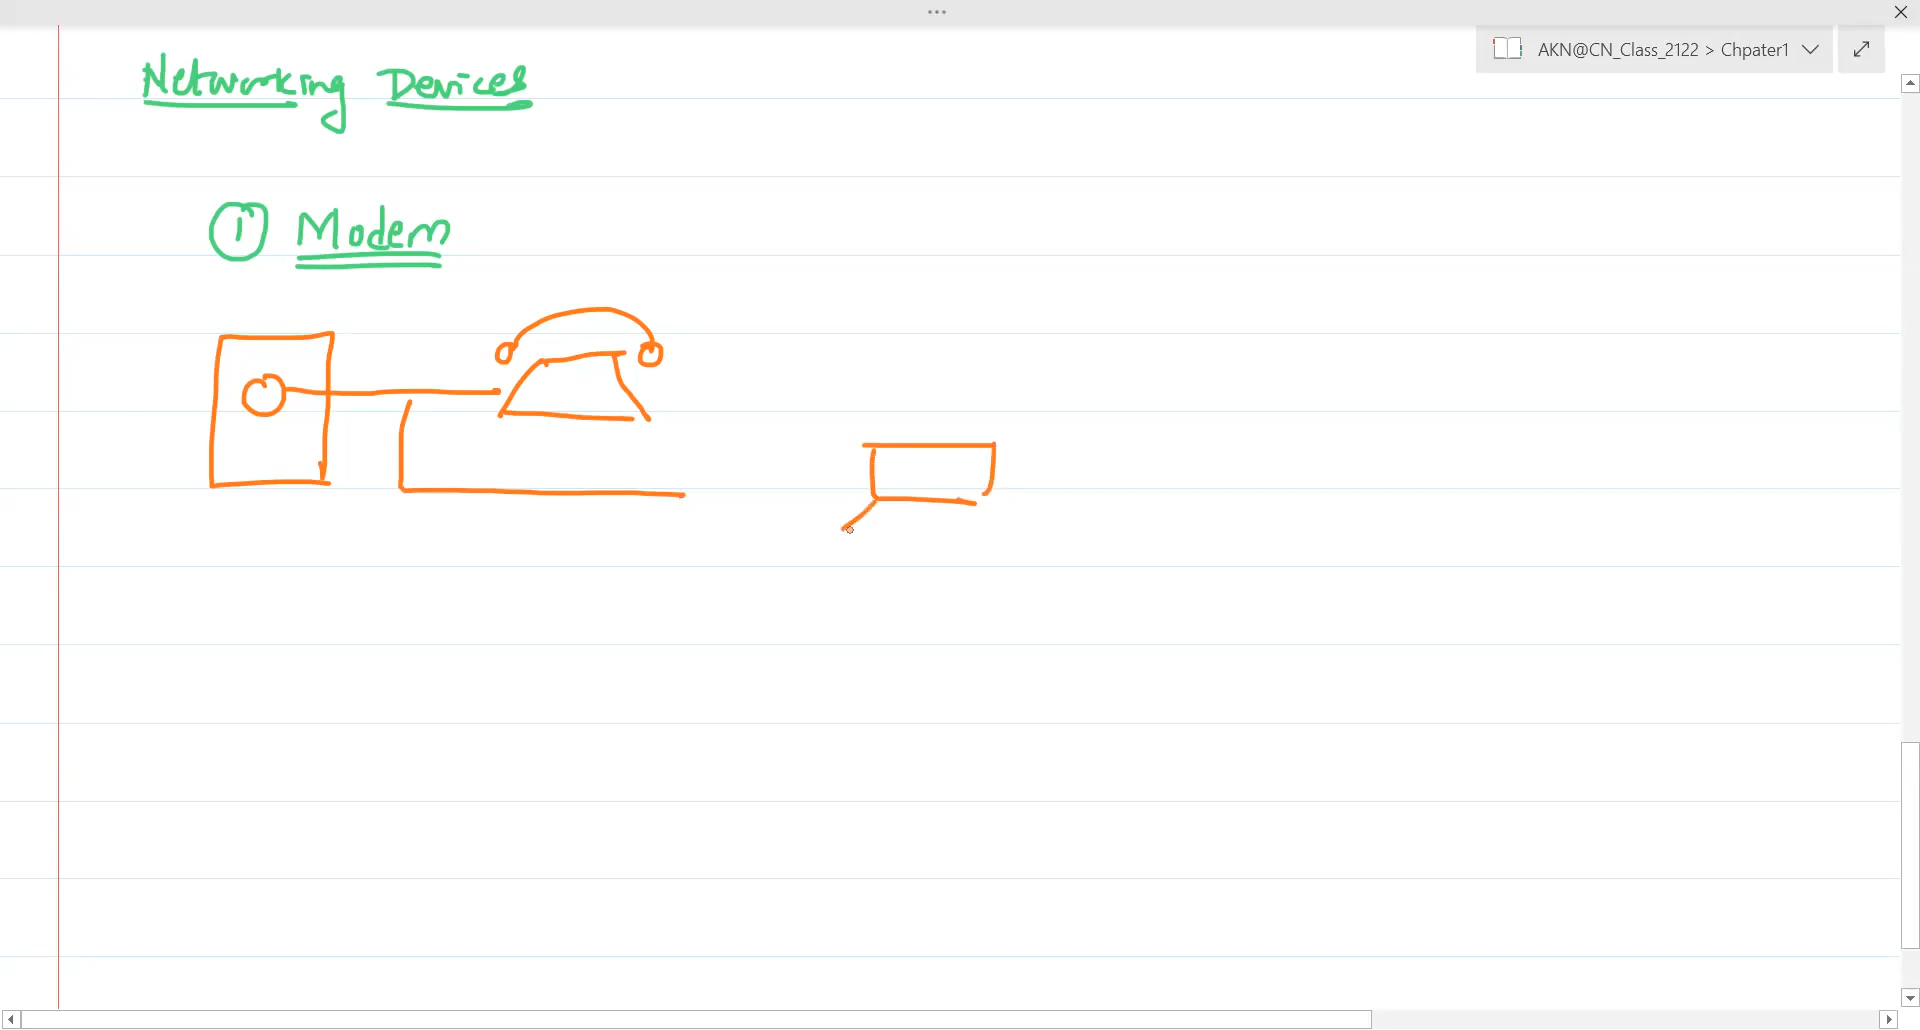 AKN@CN_Class_2122 > Chpater1
Networking Devices
1 Modem